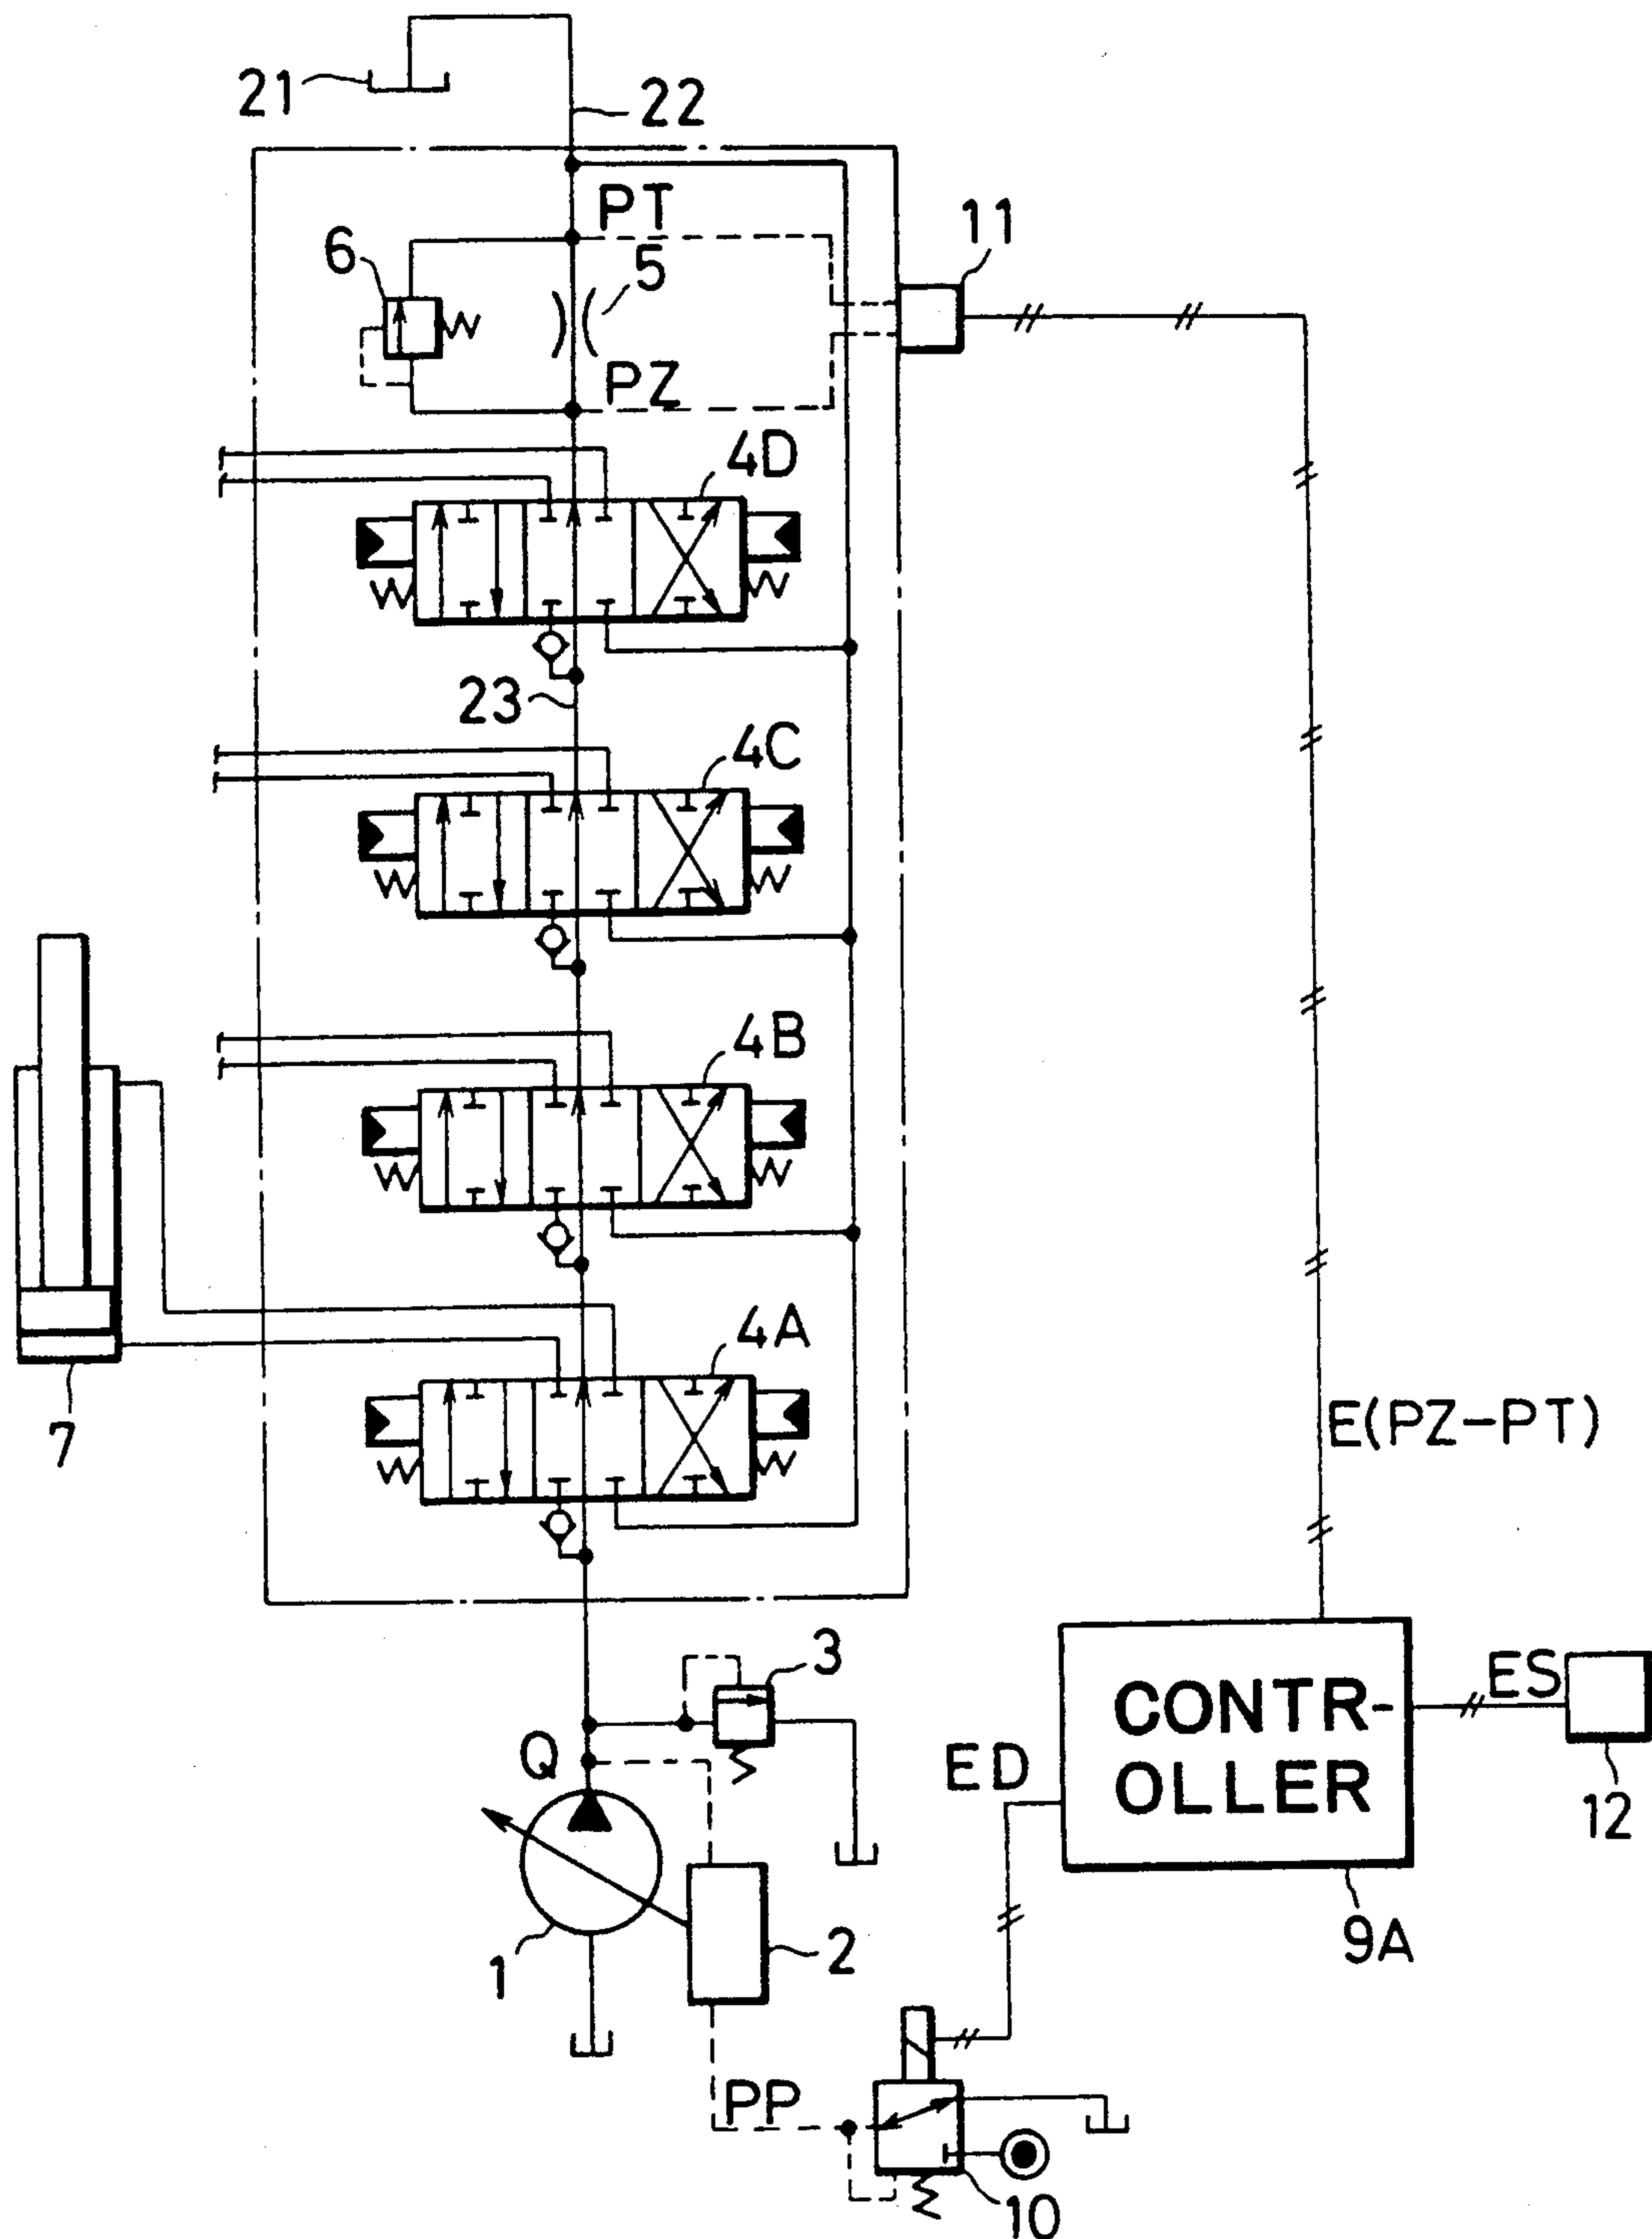 21
22
PT
11
6
5
PZ
4D
23
4C
4B
4A
7
E(PZ-PT)
3
Q
ES
CONTR-
OLLER
ED
12
1
2
9A
PP
10